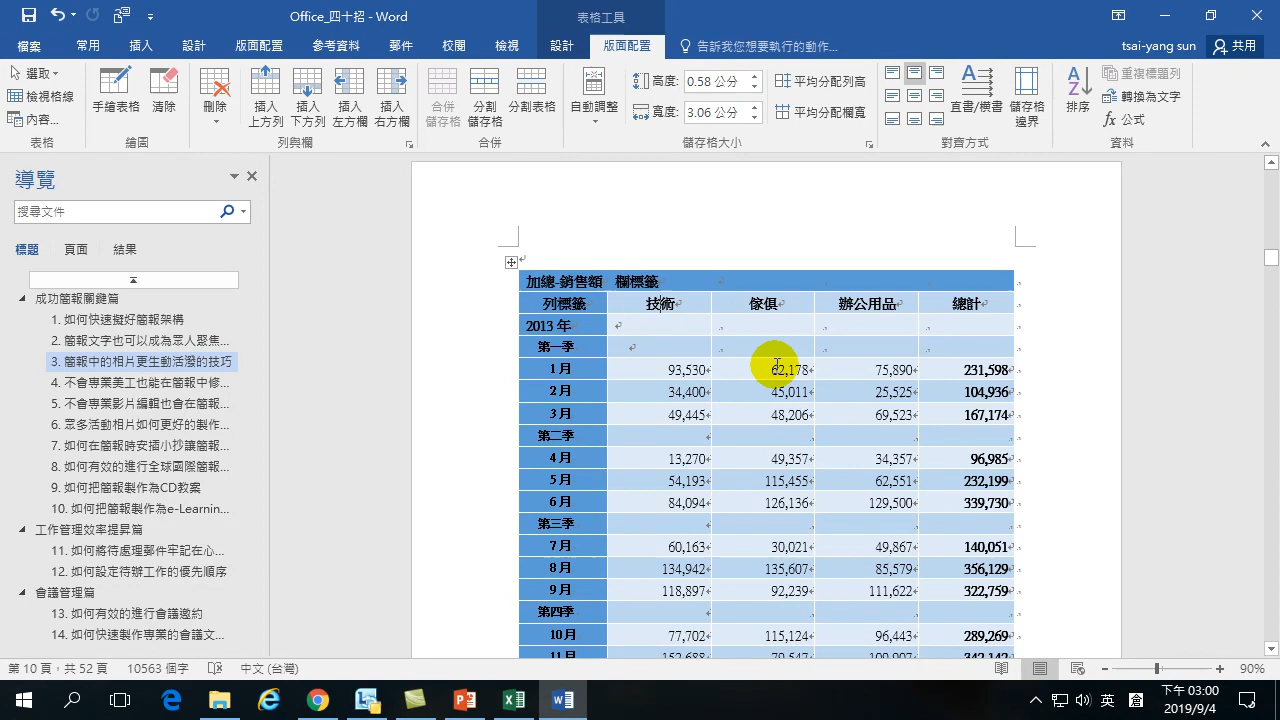 Office_四十招 - Word
表格工具
檔案 常用 插入 設計 版面配置 參考資料 郵件 校閱 檢視 設計 版面配置 告訴我您想要執行的動作... tsai-yang sun 共用
選取
檢視格線
內容...
表格
手繪表格 清除
繪圖
刪除 插入上方列 插入下方列 插入左方欄 插入右方欄
列與欄
合併儲存格 分割儲存格 分割表格
合併
自動調整
高度: 0.58 公分 平均分配列高
寬度: 3.06 公分 平均分配欄寬
儲存格大小
直書/橫書 儲存格邊界
對齊方式
排序
重複標題列
轉換為文字
fx 公式
資料
導覽
搜尋文件
標題 頁面 結果
成功簡報關鍵篇
1. 如何快速擬好簡報架構
2. 簡報文字也可以成為眾人聚焦...
3. 簡報中的相片更生動活潑的技巧
4. 不會專業美工也能在簡報中修...
5. 不會專業影片編輯也會在簡報...
6. 眾多活動相片如何更好的製作...
7. 如何在簡報時安插小抄讓簡報...
8. 如何有效的進行全球國際簡報...
9. 如何把簡報製作為CD教案
10. 如何把簡報製作為e-Learnin...
工作管理效率提昇篇
11. 如何將待處理郵件牢記在心...
12. 如何設定待辦工作的優先順序
會議管理篇
13. 如何有效的進行會議邀約
14. 如何快速製作專業的會議文...
加總-銷售額 欄標籤
列標籤 技術 傢俱 辦公用品 總計
2013 年
第一季
1 月 93,530 62,178 75,890 231,598
2 月 34,400 45,011 25,525 104,936
3 月 49,445 48,206 69,523 167,174
第二季
4 月 13,270 49,357 34,357 96,985
5 月 54,193 115,455 62,551 232,199
6 月 84,094 126,136 129,500 339,730
第三季
7 月 60,163 30,021 49,867 140,051
8 月 134,942 135,607 85,579 356,129
9 月 118,897 92,239 111,622 322,759
第四季
10 月 77,702 115,124 96,443 289,269
11 月
第 10 頁，共 52 頁 10563 個字 中文 (台灣) 90%
英 下午 03:00
2019/9/4